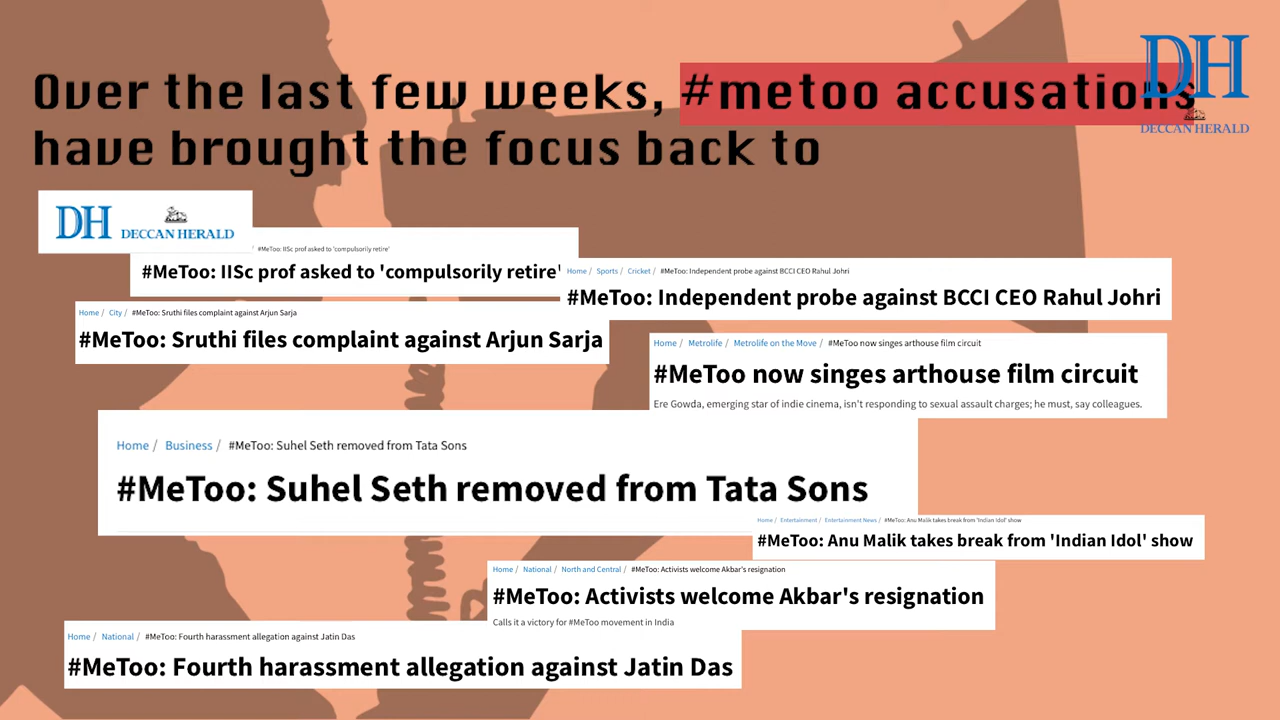 Over the last few weeks, #metoo accusations
have brought the focus back to
DH
DECCAN HERALD
DH DECCAN HERALD
/ #MeToo: IISc prof asked to 'compulsorily retire'
#MeToo: IISc prof asked to 'compulsorily retire'
Home / Sports / Cricket / #MeToo: Independent probe against BCCI CEO Rahul Johri
#MeToo: Independent probe against BCCI CEO Rahul Johri
Home / City / #MeToo: Sruthi files complaint against Arjun Sarja
#MeToo: Sruthi files complaint against Arjun Sarja
Home / Metrolife / Metrolife on the Move / #MeToo now singes arthouse film circuit
#MeToo now singes arthouse film circuit
Ere Gowda, emerging star of indie cinema, isn't responding to sexual assault charges; he must, say colleagues.
Home / Business / #MeToo: Suhel Seth removed from Tata Sons
#MeToo: Suhel Seth removed from Tata Sons
Home / Entertainment / Entertainment News / #MeToo: Anu Malik takes break from 'Indian Idol' show
#MeToo: Anu Malik takes break from 'Indian Idol' show
Home / National / North and Central / #MeToo: Activists welcome Akbar's resignation
#MeToo: Activists welcome Akbar's resignation
Calls it a victory for #MeToo movement in India
Home / National / #MeToo: Fourth harassment allegation against Jatin Das
#MeToo: Fourth harassment allegation against Jatin Das